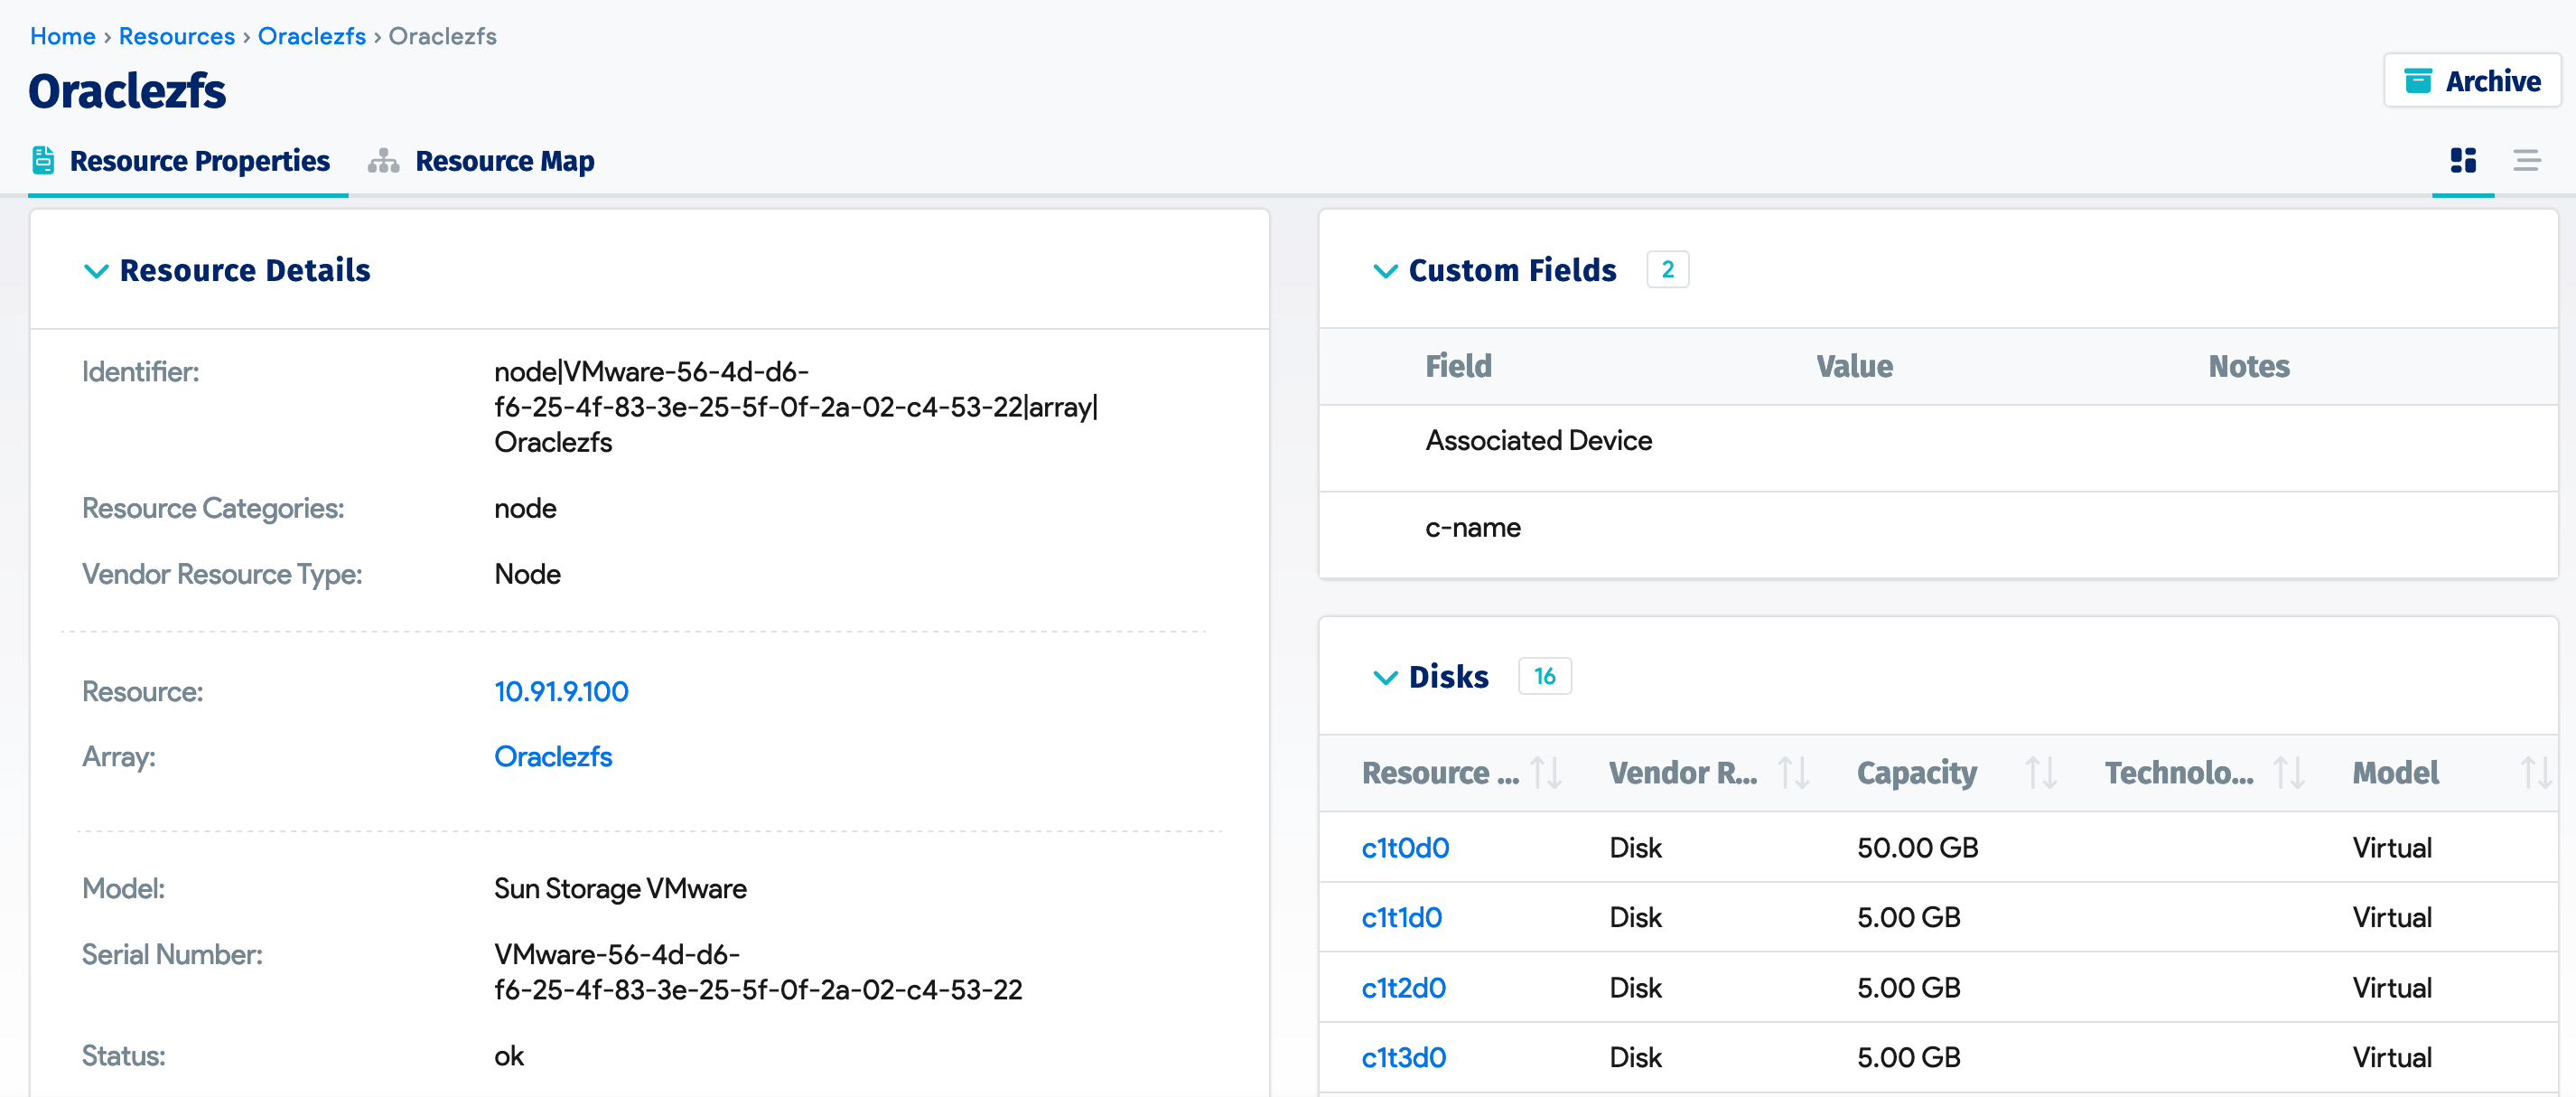 Home › Resources › Oraclezfs › Oraclezfs
Oraclezfs
Archive
Resource Properties
Resource Map
Resource Details
Identifier: node|VMware-56-4d-d6-
f6-25-4f-83-3e-25-5f-0f-2a-02-c4-53-22|array|
Oraclezfs
Resource Categories: node
Vendor Resource Type: Node
Resource: 10.91.9.100
Array: Oraclezfs
Model: Sun Storage VMware
Serial Number: VMware-56-4d-d6-
f6-25-4f-83-3e-25-5f-0f-2a-02-c4-53-22
Status: ok
Custom Fields 2
Field Value Notes
Associated Device
c-name
Disks 16
Resource ... Vendor R... Capacity Technolo... Model
c1t0d0 Disk 50.00 GB Virtual
c1t1d0 Disk 5.00 GB Virtual
c1t2d0 Disk 5.00 GB Virtual
c1t3d0 Disk 5.00 GB Virtual